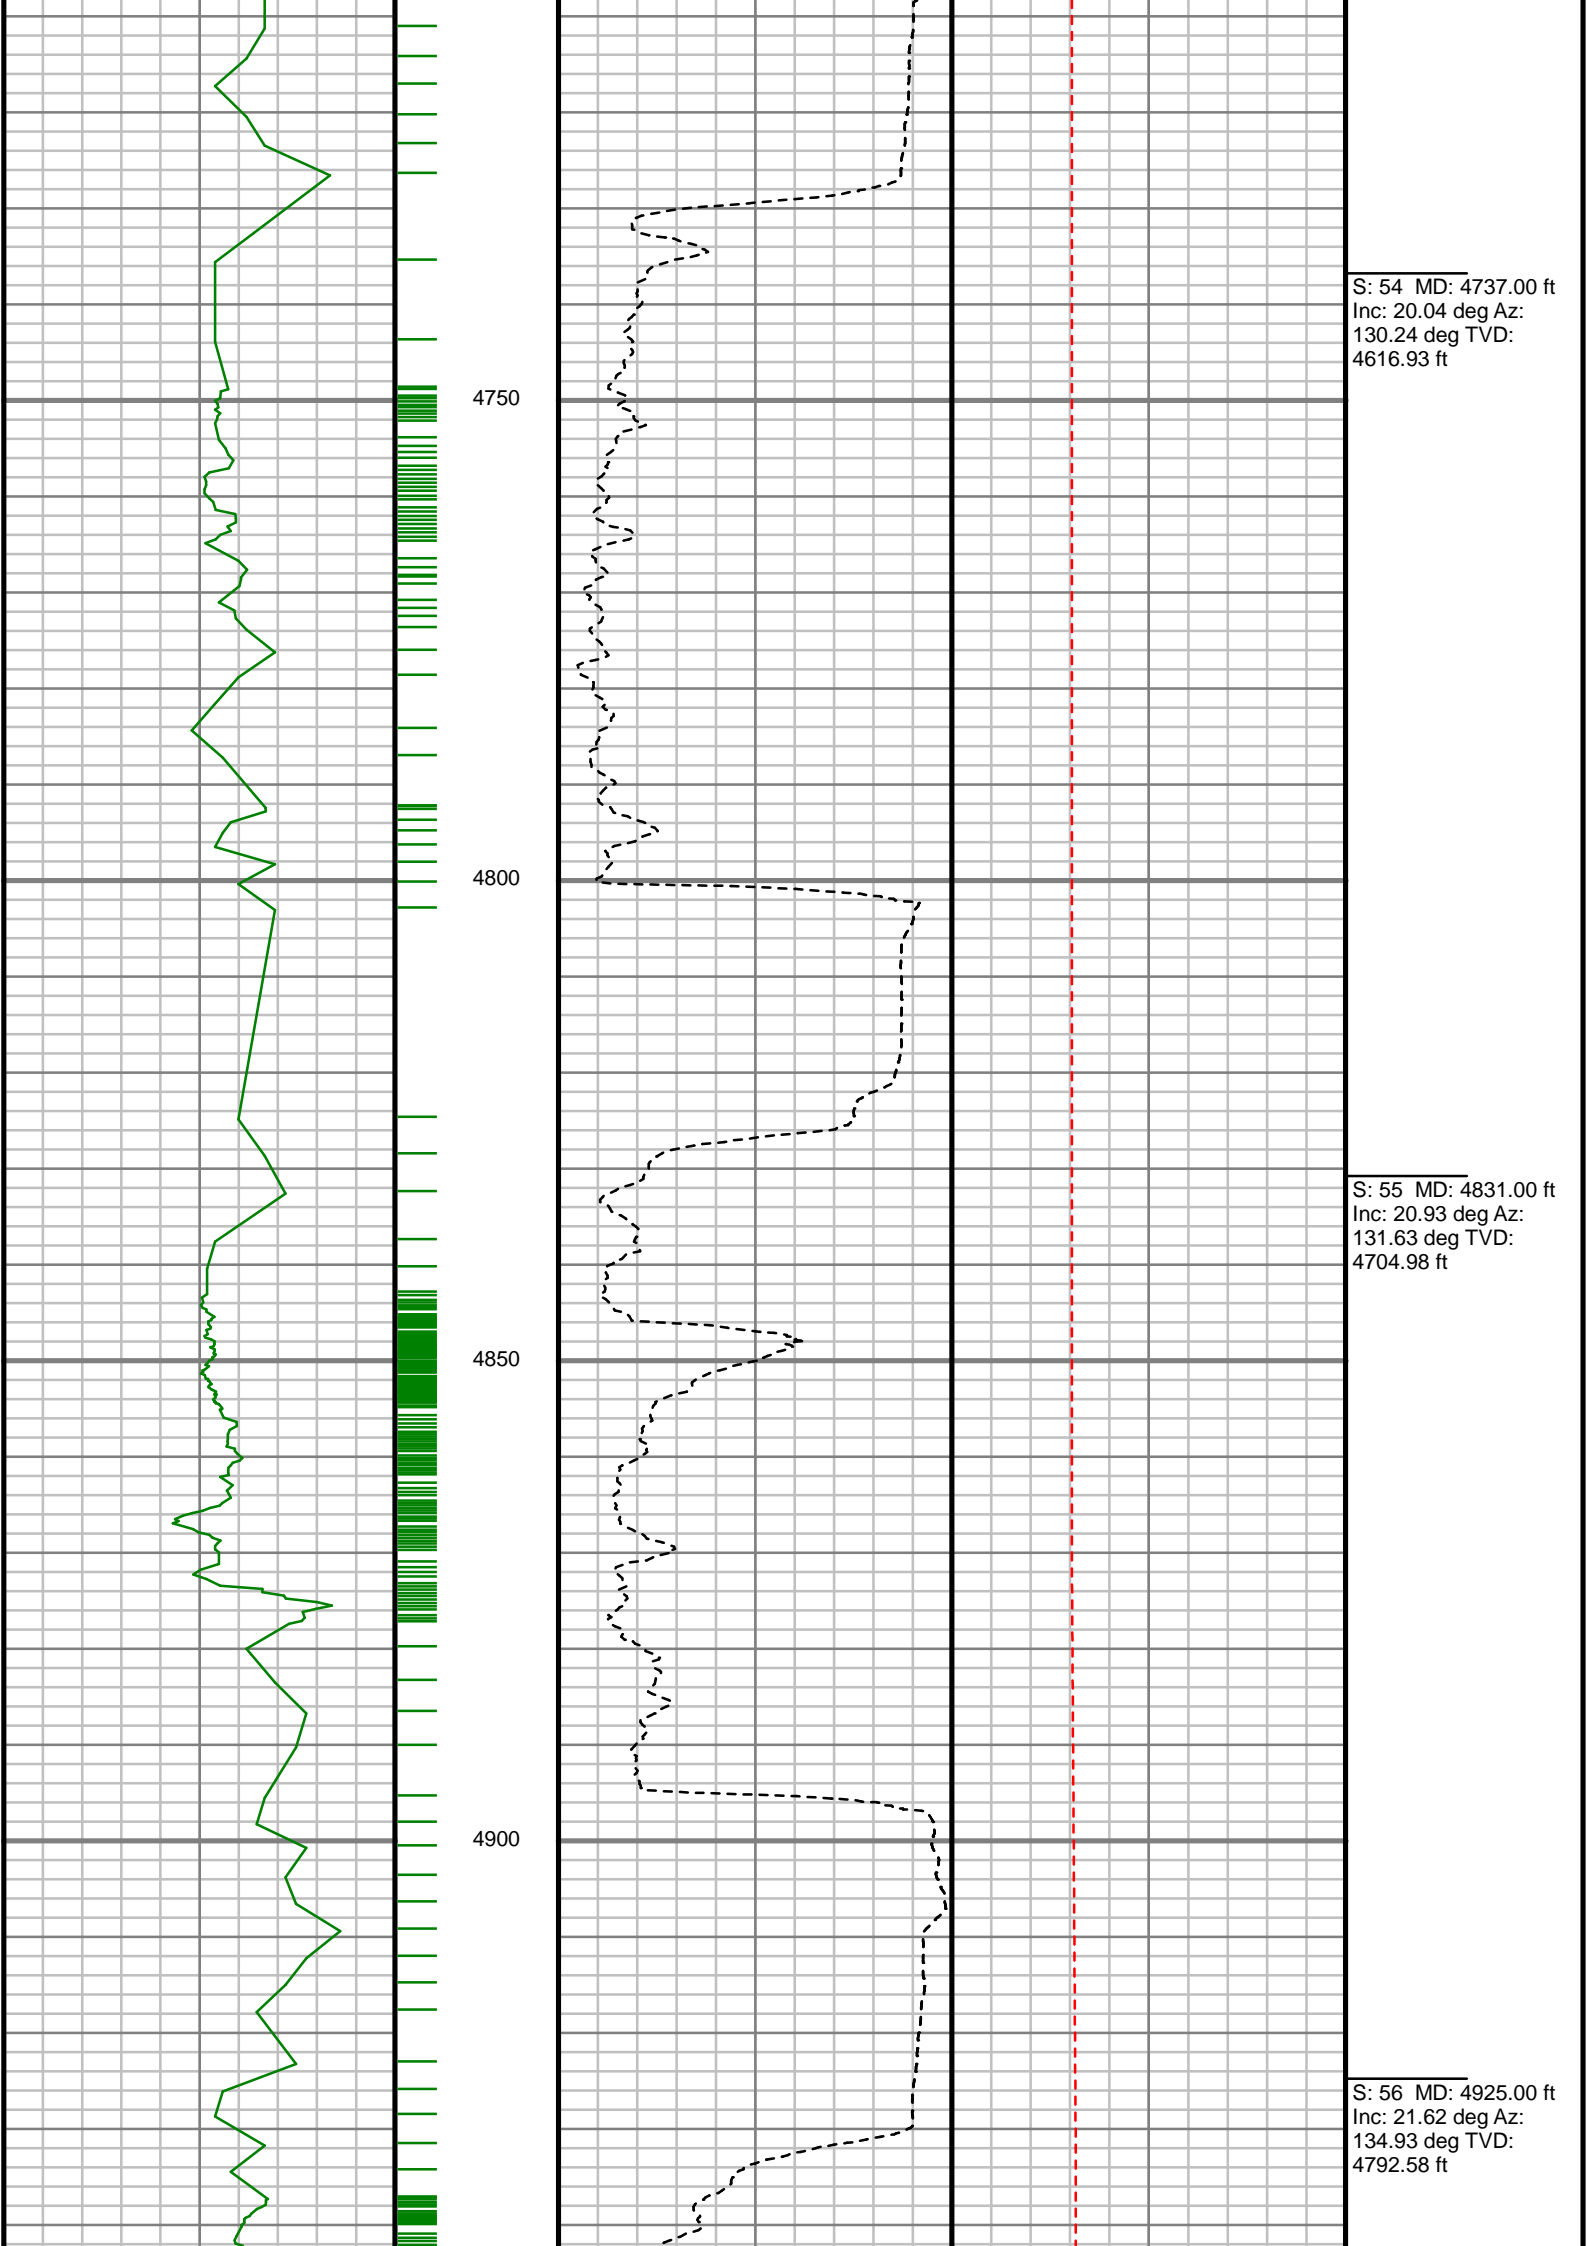 S: 54 MD: 4737.00 ft
Inc: 20.04 deg Az:
130.24 deg TVD:
4616.93 ft
4750
4800
S: 55 MD: 4831.00 ft
Inc: 20.93 deg Az:
131.63 deg TVD:
4704.98 ft
4850
4900
S: 56 MD: 4925.00 ft
Inc: 21.62 deg Az:
134.93 deg TVD:
4792.58 ft